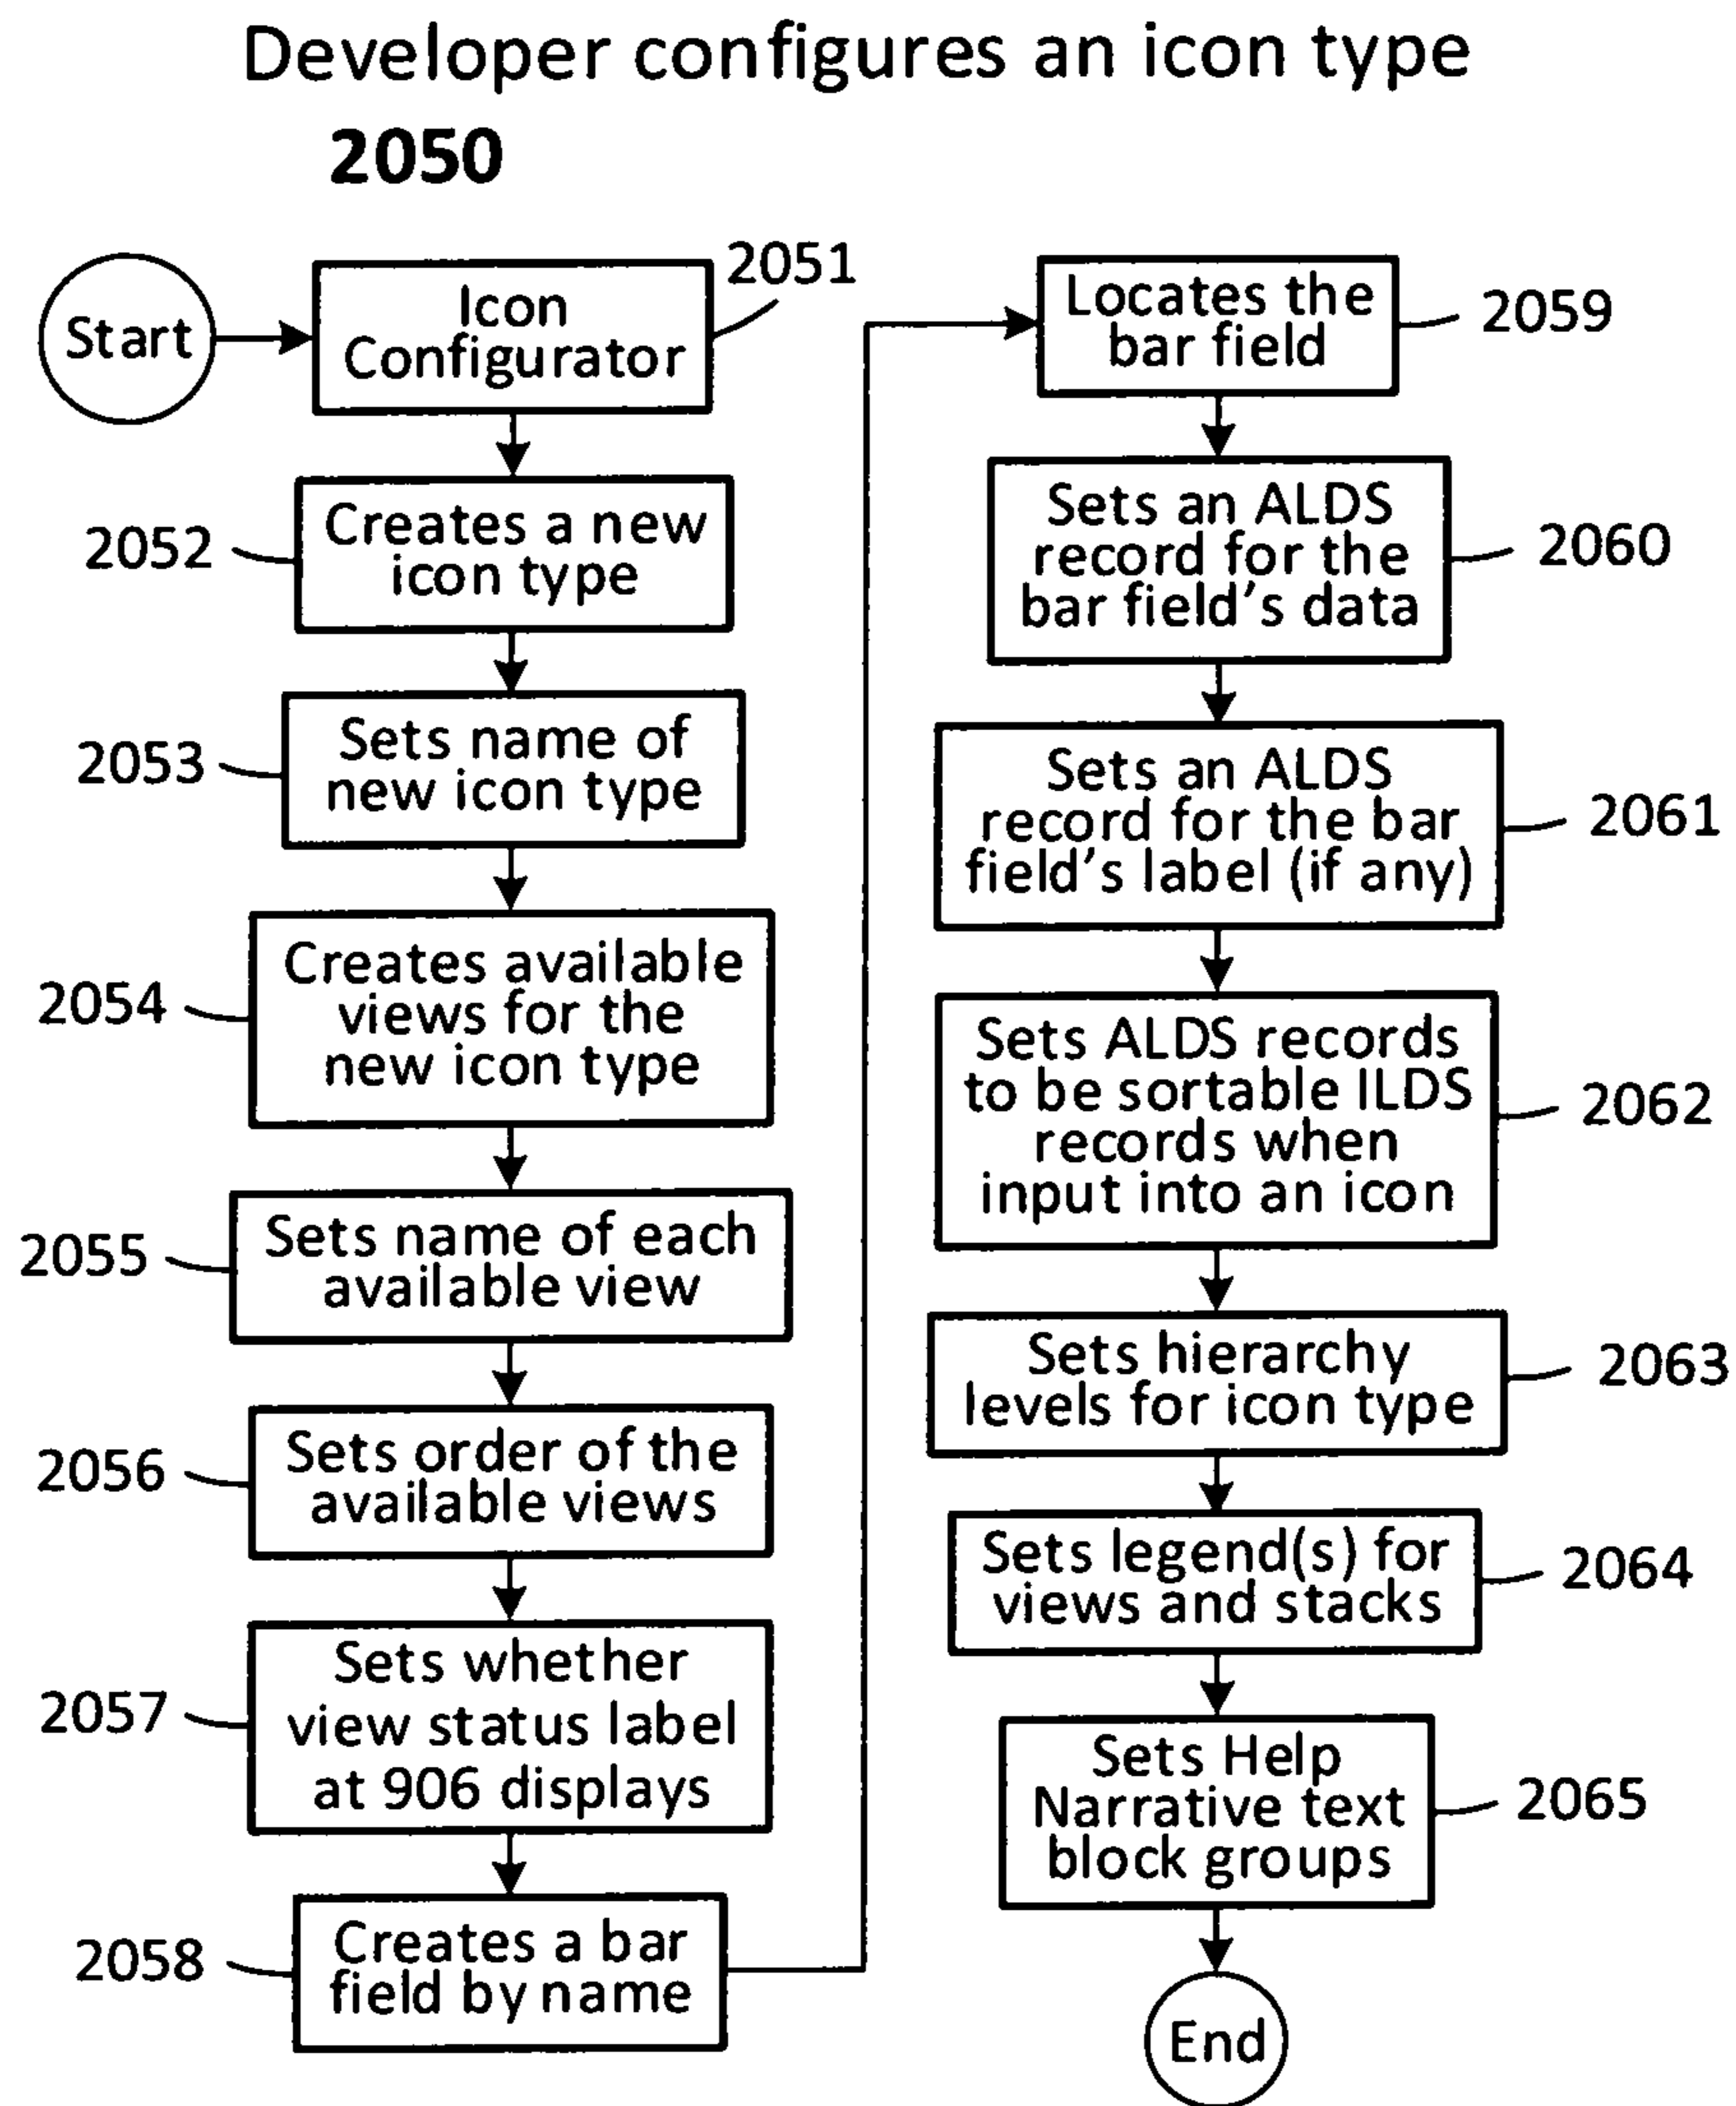 Developer configures an icon type
2050
Start
Icon
Configurator
2051
Creates a new
icon type
2052
Sets name of
new icon type
2053
Creates available
views for the
new icon type
2054
Sets name of each
available view
2055
Sets order of the
available views
2056
Sets whether
view status label
at 906 displays
2057
Creates a bar
field by name
2058
Locates the
bar field
2059
Sets an ALDS
record for the
bar field's data
2060
Sets an ALDS
record for the bar
field's label (if any)
2061
Sets ALDS records
to be sortable ILDS
records when
input into an icon
2062
Sets hierarchy
levels for icon type
2063
Sets legend(s) for
views and stacks
2064
Sets Help
Narrative text
block groups
2065
End